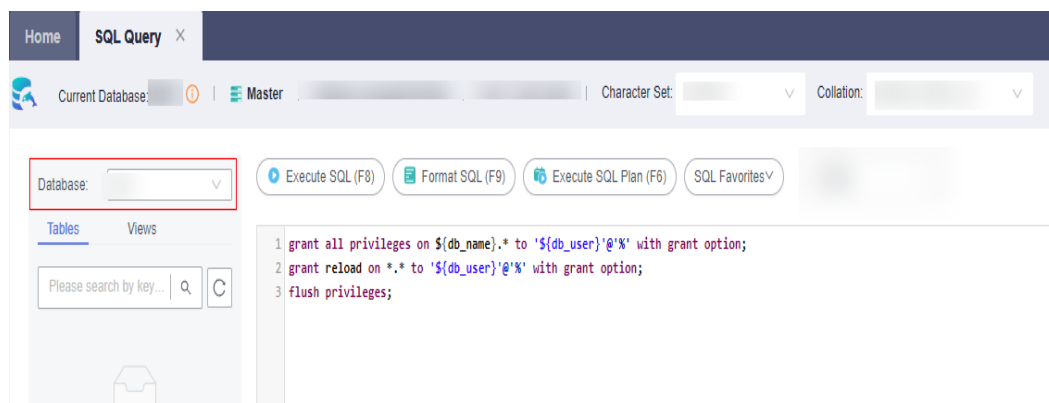 Home SQL Query ×
Current Database: Master Character Set: Collation:
Database: Execute SQL (F8) Format SQL (F9) Execute SQL Plan (F6) SQL Favorites
Tables Views
Please search by key...
1 grant all privileges on ${db_name}.* to '${db_user}'@'%' with grant option;
2 grant reload on *.* to '${db_user}'@'%' with grant option;
3 flush privileges;